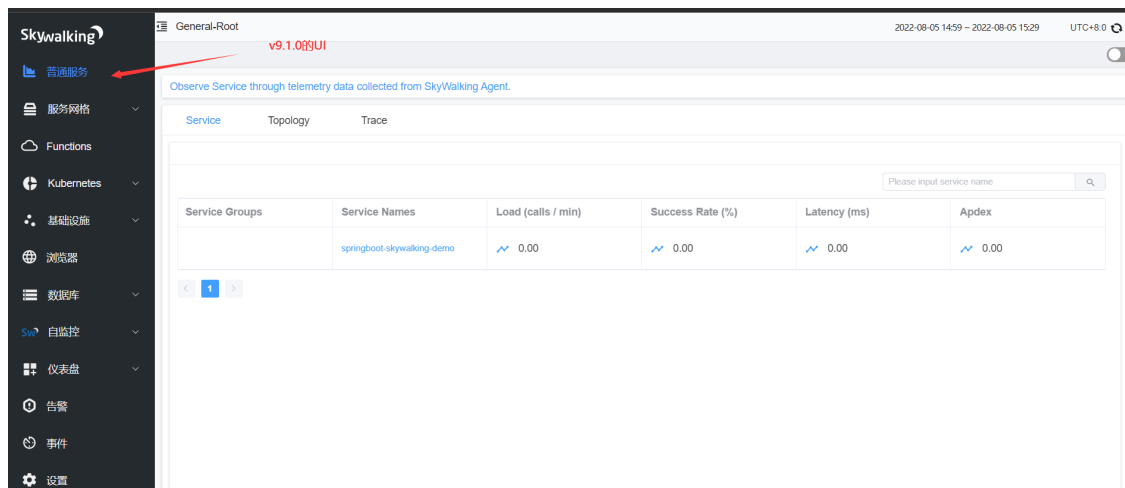 Skywalking
General-Root
2022-08-05 14:59 ~ 2022-08-05 15:29
UTC+8:0
v9.1.0的UI
普通服务
服务网格
Functions
Kubernetes
基础设施
浏览器
数据库
Sw 自监控
仪表盘
告警
事件
设置
Observe Service through telemetry data collected from SkyWalking Agent.
Service Topology Trace
Please input service name
Service Groups Service Names Load (calls / min) Success Rate (%) Latency (ms) Apdex
springboot-skywalking-demo 0.00 0.00 0.00 0.00
1